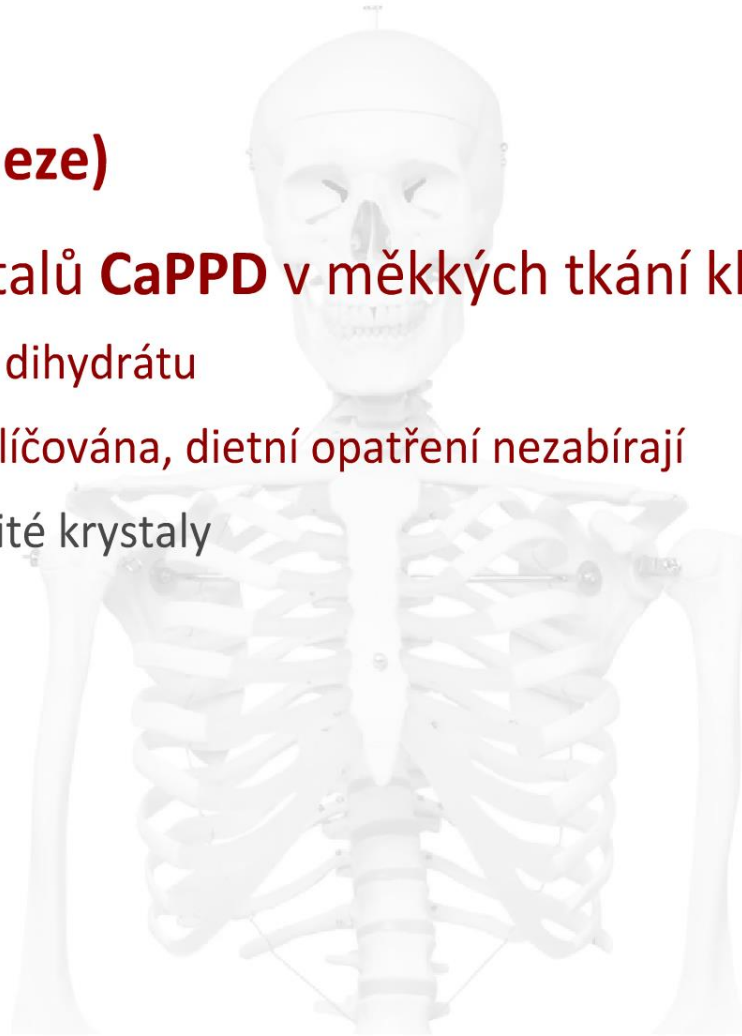 eze)
talů CaPPD v měkkých tkání kl
dihydrátu
líčována, dietní opatření nezabírají
ité krystaly